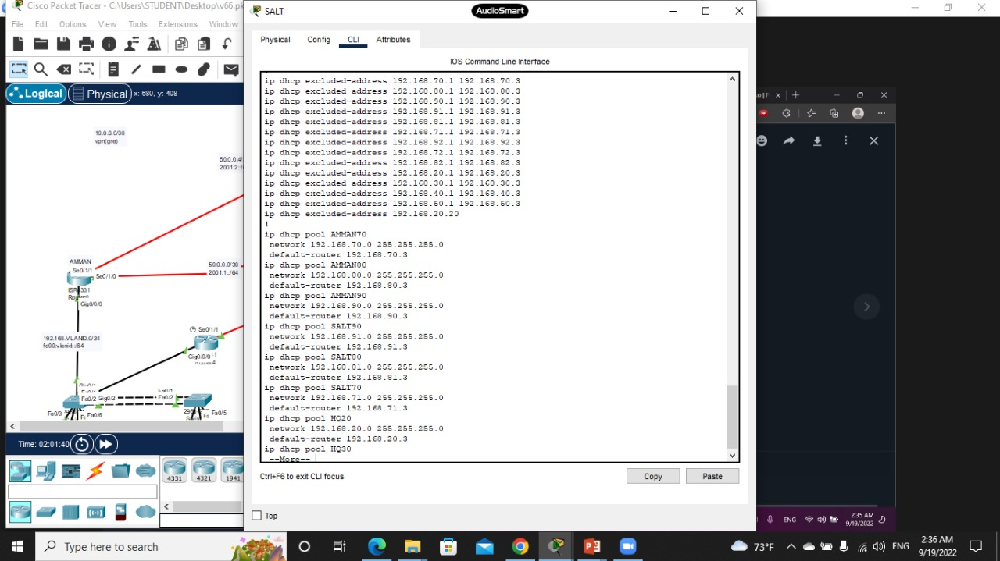 Cisco Packet Tracer - C:\Users\STUDENT\Desktop\v66.pk
File Edit Options View Tools Extensions Window
Logical Physical x: 680, y: 408
10.0.0.0/30
vpn(gre)
50.0.0.4/
2001:2::/
AMMAN
Se0/1/1
Se0/1/0
50.0.0.0/30
2001:1::/64
Gig0/0/0
Se0/1/1
192.168.VLAND.0/24
fc00:vlanid::/64
Gig0/0/0
Fa0/2 Gig0/2
Fa0/1
Fa0/2
Fa0/3
Fa0/6
Fa0/5
Time: 02:01:40
4331 4321 1941
SALT
AudioSmart
Physical Config CLI Attributes
IOS Command Line Interface
ip dhcp excluded-address 192.168.70.1 192.168.70.3
ip dhcp excluded-address 192.168.80.1 192.168.80.3
ip dhcp excluded-address 192.168.90.1 192.168.90.3
ip dhcp excluded-address 192.168.91.1 192.168.91.3
ip dhcp excluded-address 192.168.81.1 192.168.81.3
ip dhcp excluded-address 192.168.71.1 192.168.71.3
ip dhcp excluded-address 192.168.92.1 192.168.92.3
ip dhcp excluded-address 192.168.72.1 192.168.72.3
ip dhcp excluded-address 192.168.82.1 192.168.82.3
ip dhcp excluded-address 192.168.20.1 192.168.20.3
ip dhcp excluded-address 192.168.30.1 192.168.30.3
ip dhcp excluded-address 192.168.40.1 192.168.40.3
ip dhcp excluded-address 192.168.50.1 192.168.50.3
ip dhcp excluded-address 192.168.20.20
!
ip dhcp pool AMMAN70
network 192.168.70.0 255.255.255.0
default-router 192.168.70.3
ip dhcp pool AMMAN80
network 192.168.80.0 255.255.255.0
default-router 192.168.80.3
ip dhcp pool AMMAN90
network 192.168.90.0 255.255.255.0
default-router 192.168.90.3
ip dhcp pool SALT90
network 192.168.91.0 255.255.255.0
default-router 192.168.91.3
ip dhcp pool SALT80
network 192.168.81.0 255.255.255.0
default-router 192.168.81.3
ip dhcp pool SALT70
network 192.168.71.0 255.255.255.0
default-router 192.168.71.3
ip dhcp pool HQ20
network 192.168.20.0 255.255.255.0
default-router 192.168.20.3
ip dhcp pool HQ30
--More--
Ctrl+F6 to exit CLI focus
Copy Paste
Top
ENG
2:35 AM
9/19/2022
Type here to search
73°F
ENG
2:36 AM
9/19/2022